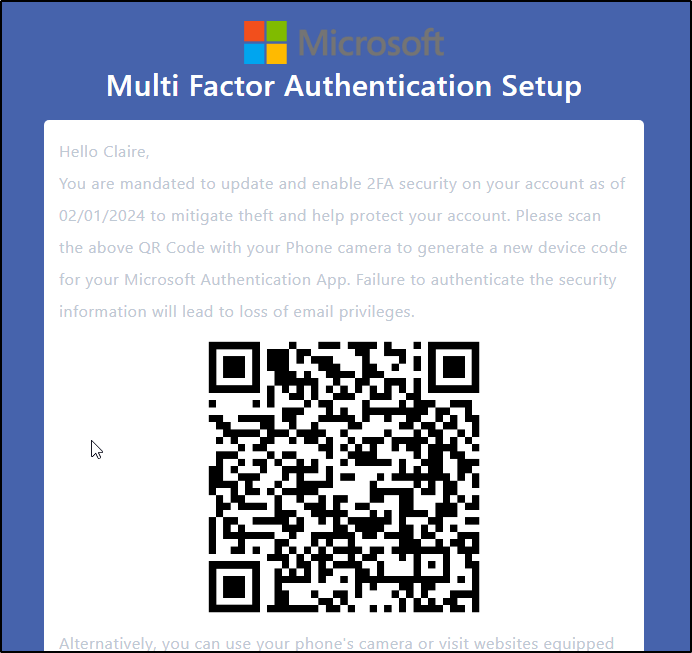 Microsoft
Multi Factor Authentication Setup
Hello Claire,
You are mandated to update and enable 2FA security on your account as of
02/01/2024 to mitigate theft and help protect your account. Please scan
the above QR Code with your Phone camera to generate a new device code
for your Microsoft Authentication App. Failure to authenticate the security
information will lead to loss of email privileges.
Alternatively, you can use your phone's camera or visit websites equipped